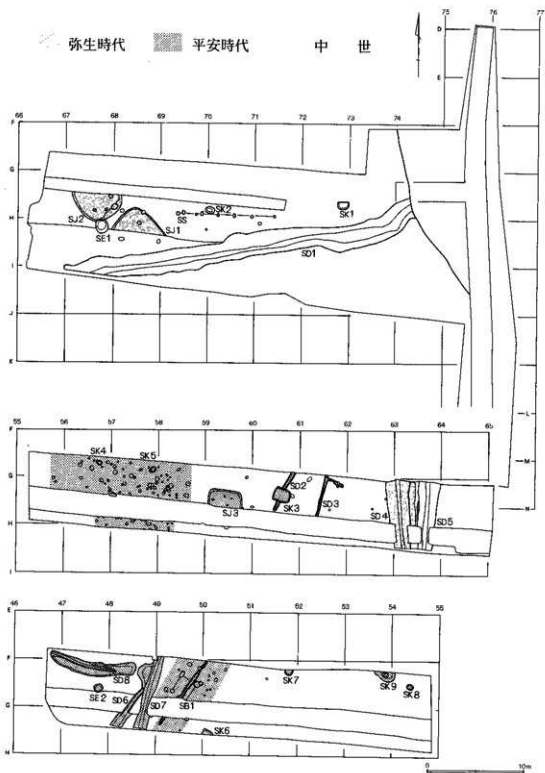 弥生時代 平安時代 中世
75 76 77
D
E
66 67 68 69 70 71 72 73 74
F
G
H
I
J
K
SJ2
SE1
SJ1
SS
SK2
SK1
SD1
L
M
N
55 56 57 58 59 60 61 62 63 64 65
F
G
H
I
SK4
SK5
SJ3
SD2
SK3
SD3
SD4
SD5
46 47 48 49 50 51 52 53 54 55
E
F
G
H
SD8
SE2
SD6
SD7
SB1
SK6
SK7
SK9
SK8
0 10m